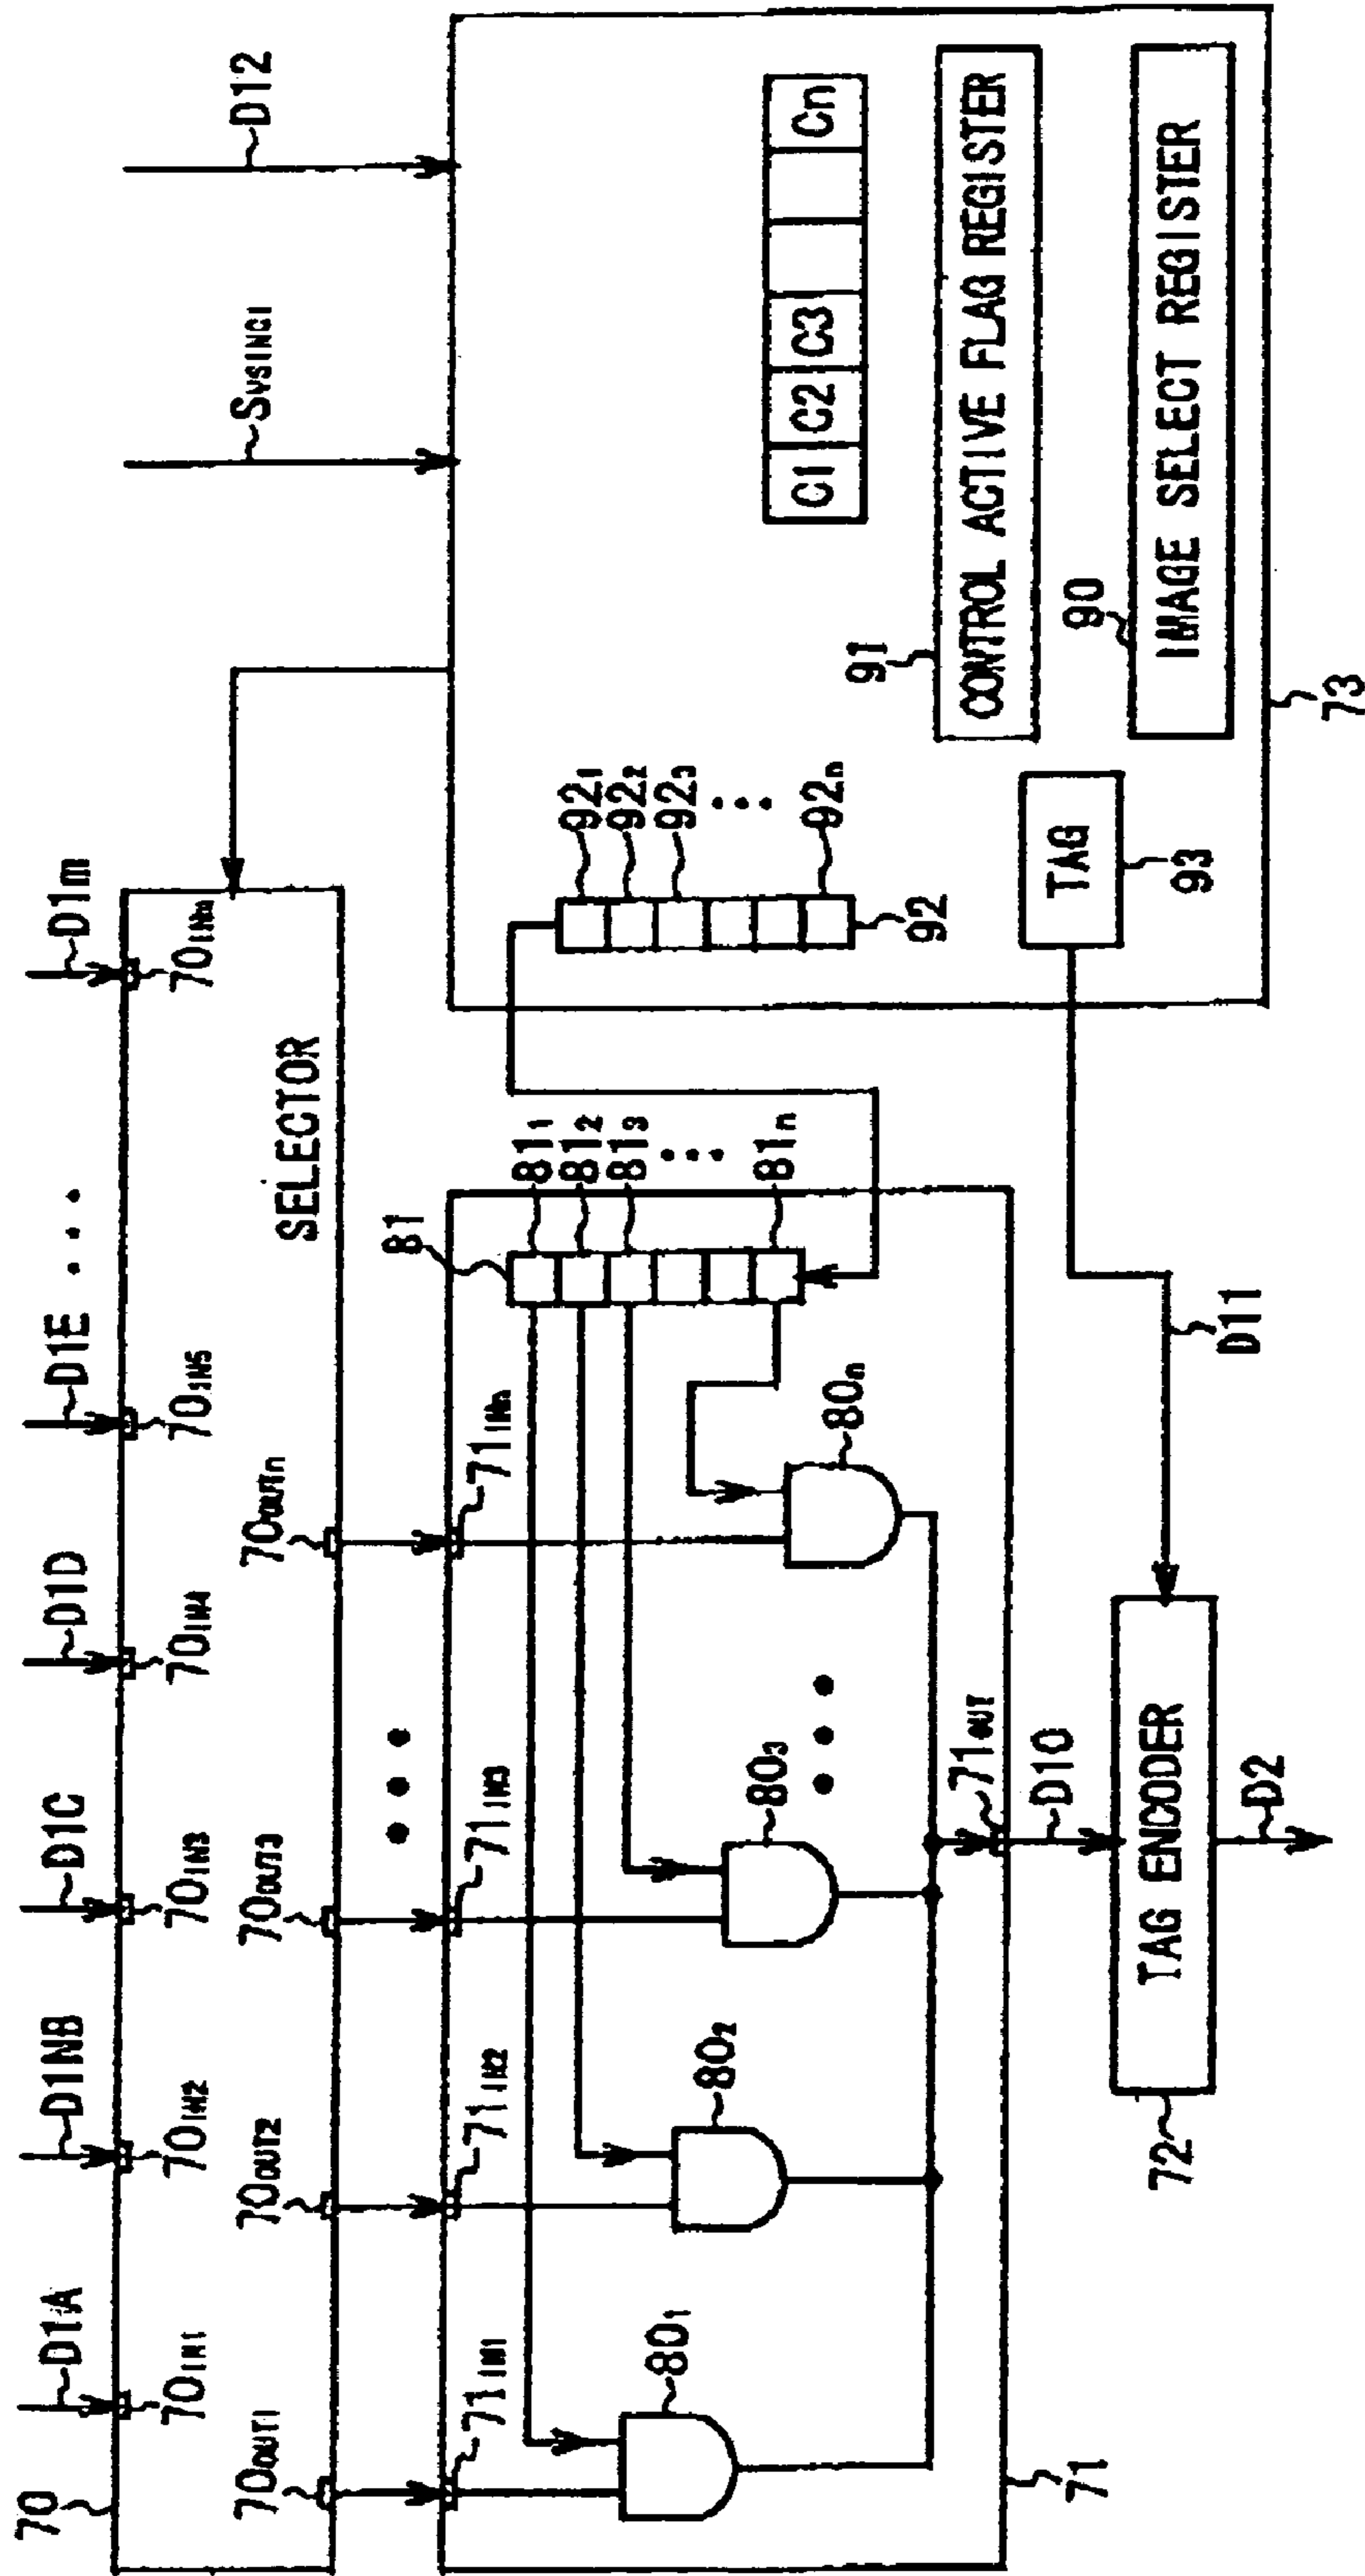 70
D1A
D1NB
D1C
D1D
D1E
D1m
SVSINC1
D12
70IN1
70IN2
70IN3
70IN4
70IN5
70INm
SELECTOR
70OUT1
70OUT2
70OUT3
70OUTn
71IN1
71IN2
71IN3
71INn
81
811
812
813
81n
801
802
803
80n
71OUT
71
D10
72
TAG ENCODER
D2
D11
921
922
923
92n
92
TAG
93
C1 C2 C3 Cn
91
CONTROL ACTIVE FLAG REGISTER
90
IMAGE SELECT REGISTER
73